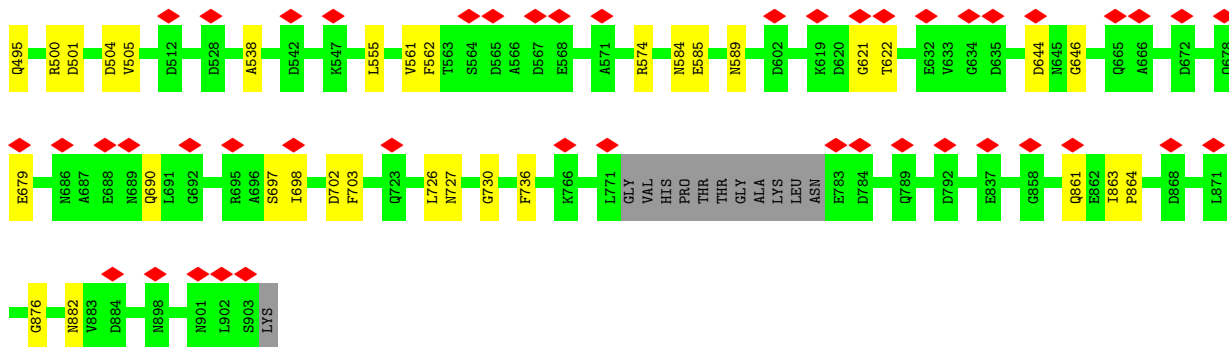 Q495 R500 D501 D504 V505 D512 D528 A538 D542 K547 L555 V561 F562 T563 S564 D565 A566 D567 E568 A571 R574 N584 E585 N589 D602 K619 D620 G621 T622 E632 V633 G634 D635 D644 N645 G646 Q665 A666 D672 Q678
E679 N686 A687 E688 N689 Q690 L691 G692 R695 A696 S697 I698 D702 F703 Q723 L726 N727 G730 F736 K766 L771 GLY VAL HIS PRO THR THR GLY ALA LYS LEU ASN E783 D784 Q789 D792 E837 G858 Q861 E862 I863 P864 D868 L871
G876 N882 V883 D884 N898 N901 L902 S903 LYS